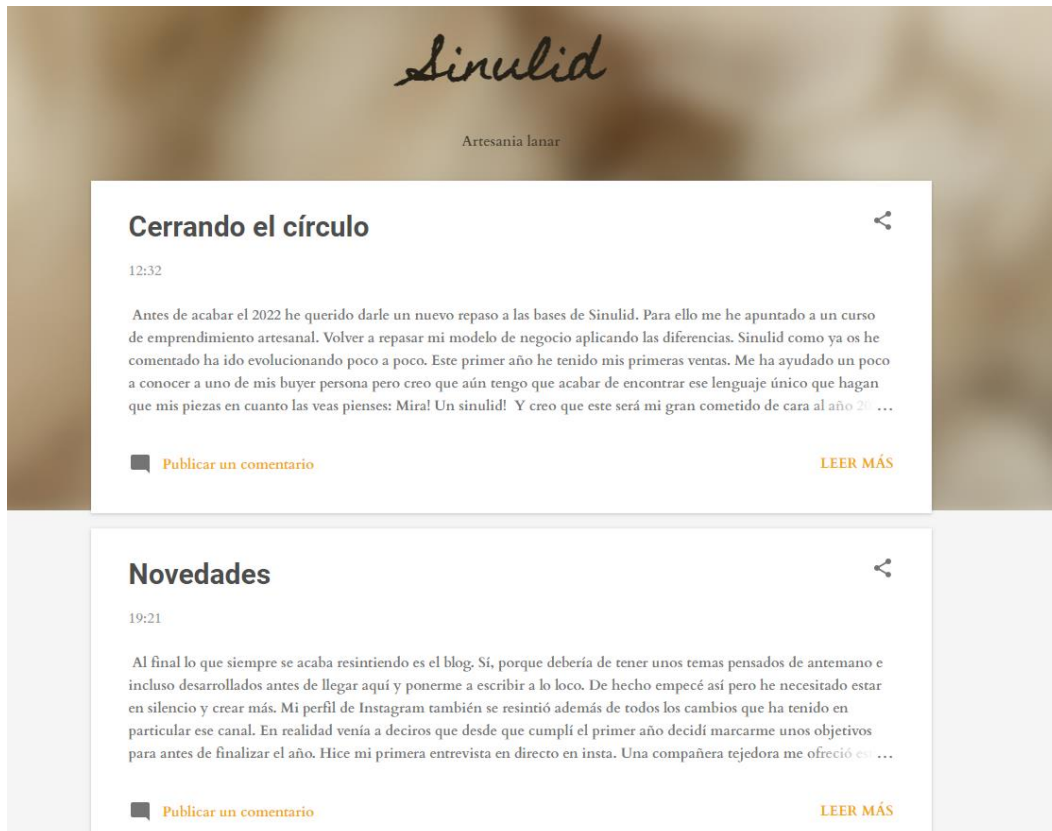 Sinulid
Artesania lanar
Cerrando el círculo
12:32
Antes de acabar el 2022 he querido darle un nuevo repaso a las bases de Sinulid. Para ello me he apuntado a un curso
de emprendimiento artesanal. Volver a repasar mi modelo de negocio aplicando las diferencias. Sinulid como ya os he
comentado ha ido evolucionando poco a poco. Este primer año he tenido mis primeras ventas. Me ha ayudado un poco
a conocer a uno de mis buyer persona pero creo que aún tengo que acabar de encontrar ese lenguaje único que hagan
que mis piezas en cuanto las veas pienses: Mira! Un sinulid! Y creo que este será mi gran cometido de cara al año ...
Publicar un comentario
LEER MÁS
Novedades
19:21
Al final lo que siempre se acaba resintiendo es el blog. Sí, porque debería de tener unos temas pensados de antemano e
incluso desarrollados antes de llegar aquí y ponerme a escribir a lo loco. De hecho empecé así pero he necesitado estar
en silencio y crear más. Mi perfil de Instagram también se resintió además de todos los cambios que ha tenido en
particular ese canal. En realidad venía a deciros que desde que cumplí el primer año decidí marcarme unos objetivos
para antes de finalizar el año. Hice mi primera entrevista en directo en insta. Una compañera tejedora me ofreció ...
Publicar un comentario
LEER MÁS